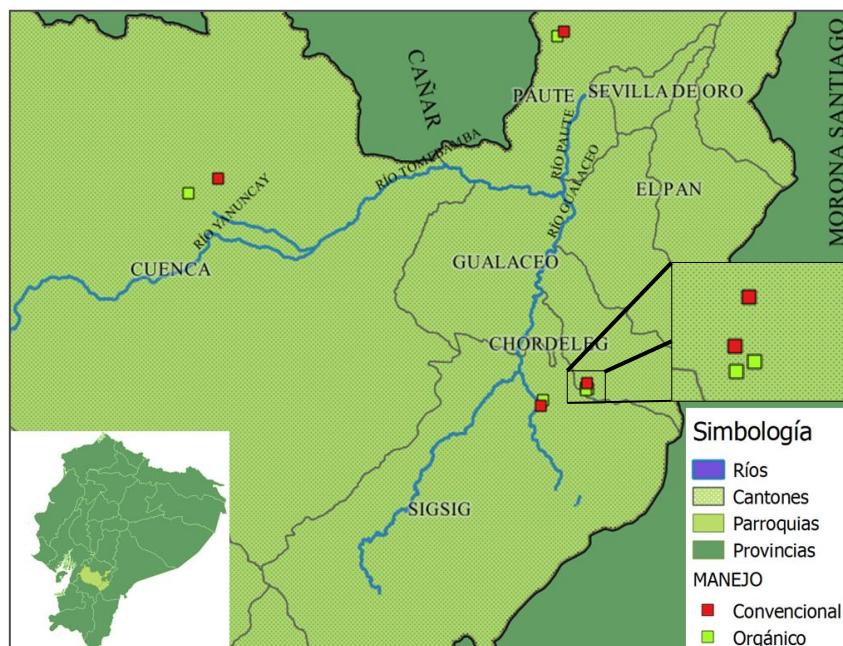 CAÑAR
MORONA SANTIAGO
PAUTE
SEVILLA DE ORO
RÍO PAUTE
RÍO TOMEBAMBA
RÍO YANUNCAY
RÍO GUALACEO
EL PAN
CUENCA
GUALACEO
CHORDELEG
SIGSIG
Simbología
Ríos
Cantones
Parroquias
Provincias
MANEJO
Convencional
Orgánico